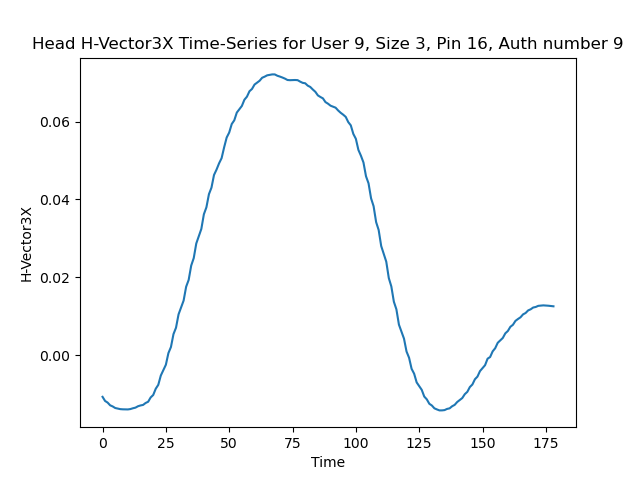 Head H-Vector3X Time-Series for User 9, Size 3, Pin 16, Auth number 9
H-Vector3X
0.06
0.04
0.02
0.00
0 25 50 75 100 125 150 175
Time